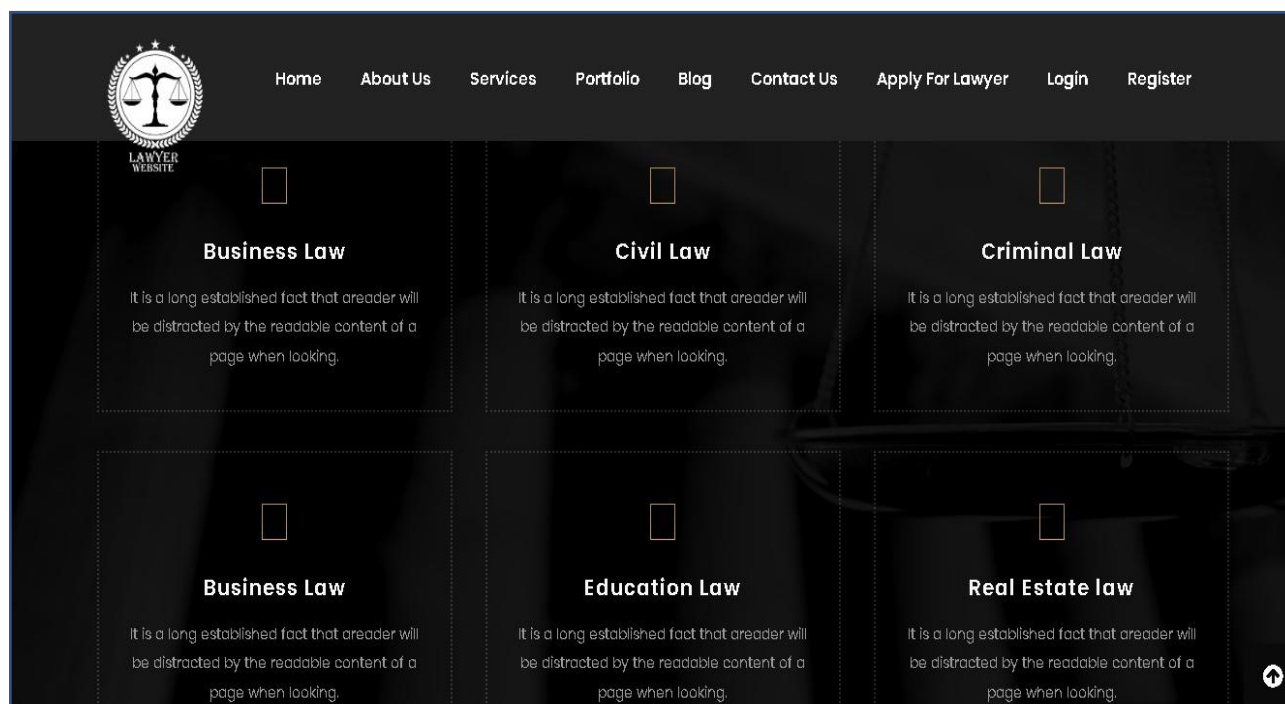 Home About Us Services Portfolio Blog Contact Us Apply For Lawyer Login Register
LAWYER
WEBSITE
Business Law
It is a long established fact that areader will
be distracted by the readable content of a
page when looking.
Civil Law
It is a long established fact that areader will
be distracted by the readable content of a
page when looking.
Criminal Law
It is a long established fact that areader will
be distracted by the readable content of a
page when looking.
Business Law
It is a long established fact that areader will
be distracted by the readable content of a
page when looking.
Education Law
It is a long established fact that areader will
be distracted by the readable content of a
page when looking.
Real Estate law
It is a long established fact that areader will
be distracted by the readable content of a
page when looking.